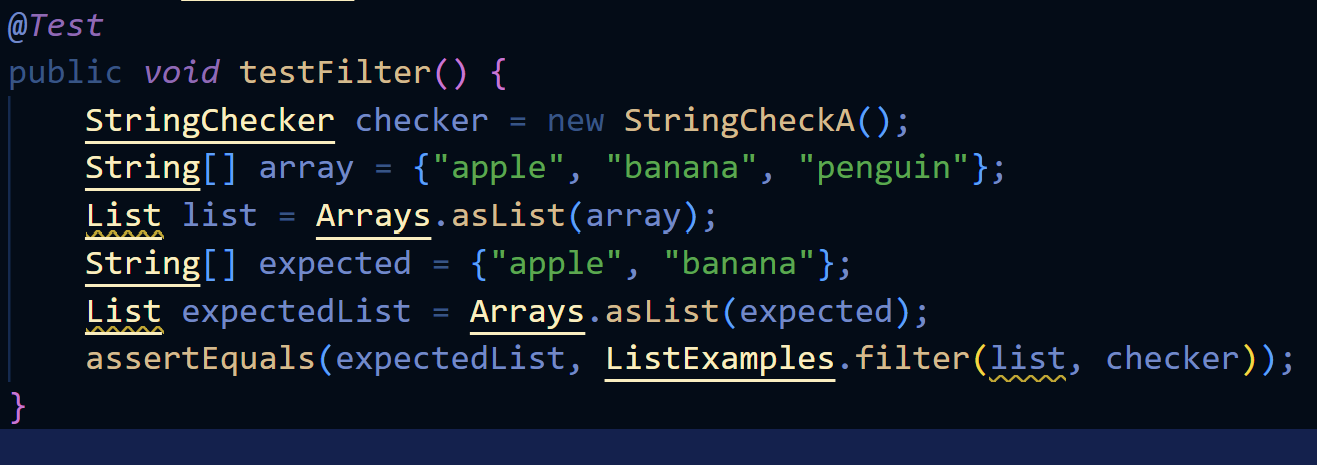 @Test
public void testFilter() {
    StringChecker checker = new StringCheckA();
    String[] array = {"apple", "banana", "penguin"};
    List list = Arrays.asList(array);
    String[] expected = {"apple", "banana"};
    List expectedList = Arrays.asList(expected);
    assertEquals(expectedList, ListExamples.filter(list, checker));
}